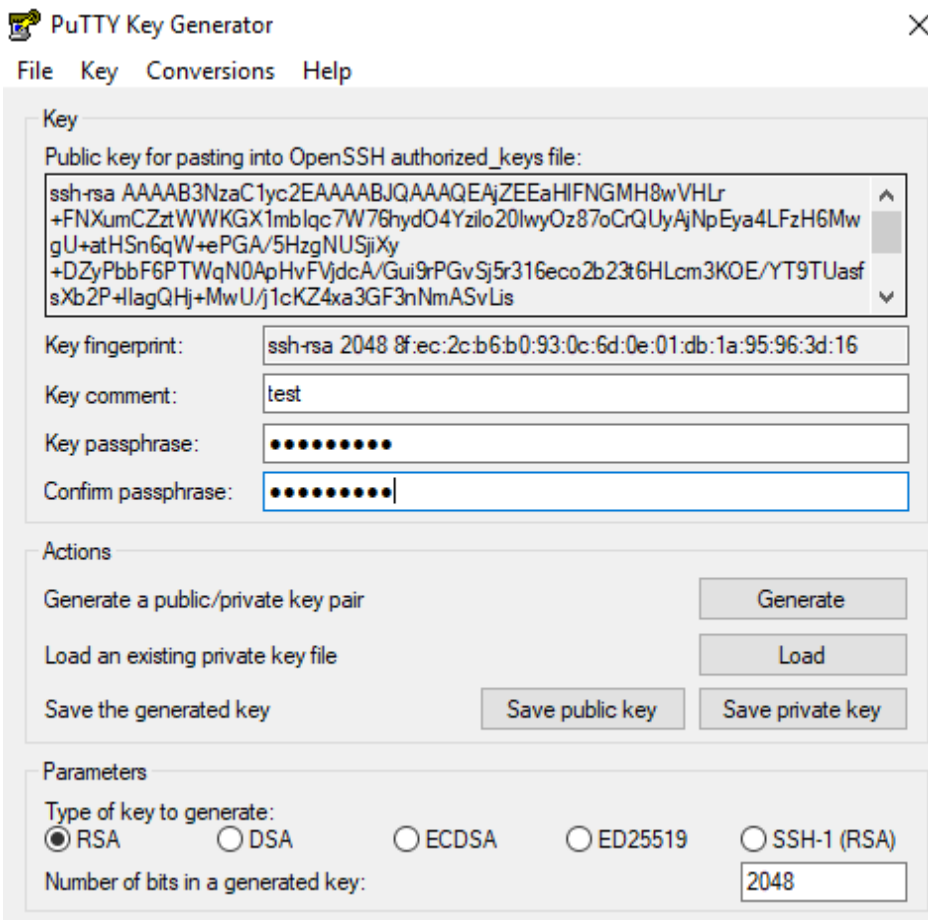 PuTTY Key Generator
File Key Conversions Help
Key
Public key for pasting into OpenSSH authorized_keys file:
ssh-rsa AAAAB3NzaC1yc2EAAAABJQAAAQEAjZEEaHlFNGMH8wVHLr
+FNXumCZztWWKGX1mbIqc7W76hydO4Yzilo20IwyOz87oCrQUyAjNpEya4LFzH6Mw
gU+atHSn6qW+ePGA/5HzgNUSjiXy
+DZyPbbF6PTWqN0ApHvFVjdcA/Gui9rPGvSj5r316eco2b23t6HLcm3KOE/YT9TUasf
sXb2P+IlagQHj+MwU/j1cKZ4xa3GF3nNmASvLis
Key fingerprint: ssh-rsa 2048 8f:ec:2c:b6:b0:93:0c:6d:0e:01:db:1a:95:96:3d:16
Key comment: test
Key passphrase: ●●●●●●●●●
Confirm passphrase: ●●●●●●●●●
Actions
Generate a public/private key pair Generate
Load an existing private key file Load
Save the generated key Save public key Save private key
Parameters
Type of key to generate:
RSA DSA ECDSA ED25519 SSH-1 (RSA)
Number of bits in a generated key: 2048